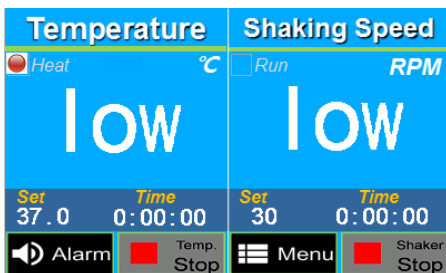 Temperature
Heat
℃
low
Set Time
37.0 0:00:00
Alarm
Temp.
Stop
Shaking Speed
Run
RPM
low
Set Time
30 0:00:00
Menu
Shaker
Stop